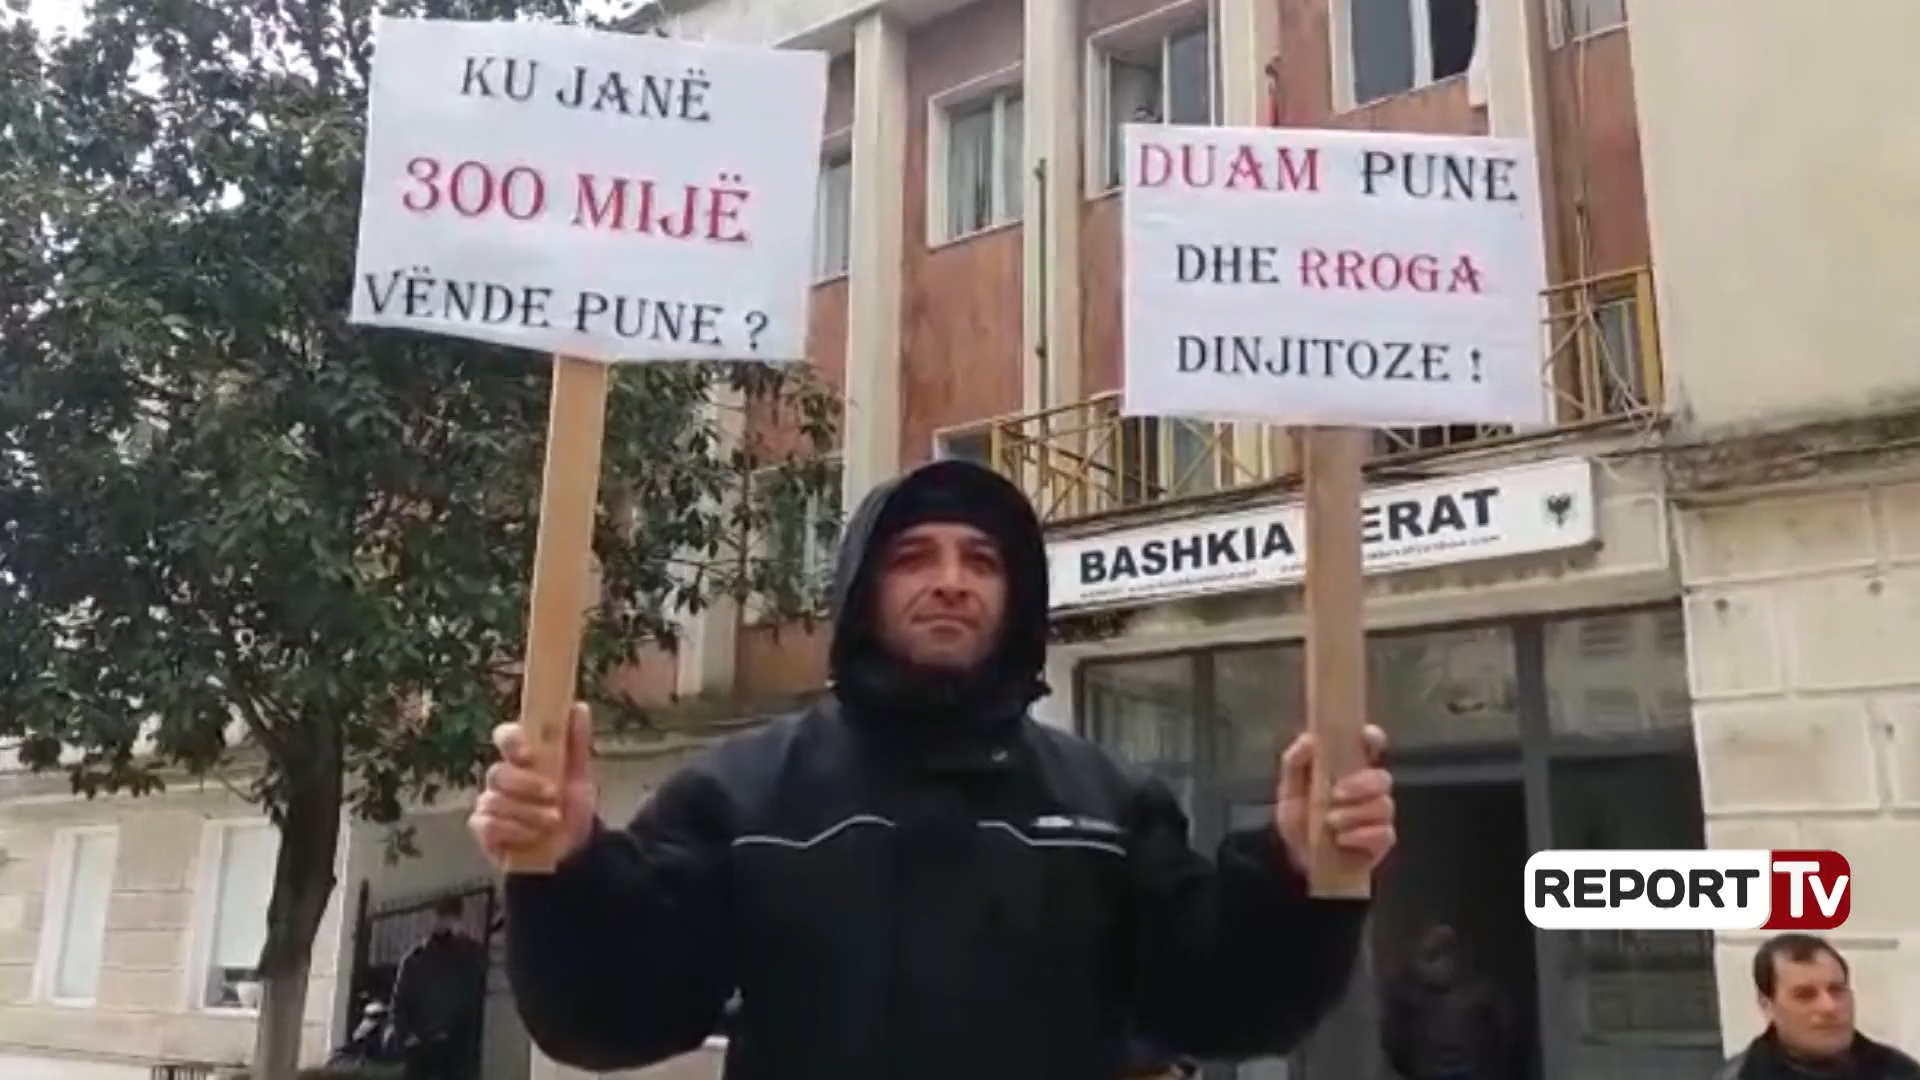 KU JANË
300 MIJË
VËNDE PUNE ?
DUAM PUNE
DHE RROGA
DINJITOZE !
BASHKIA ERAT
REPORT Tv